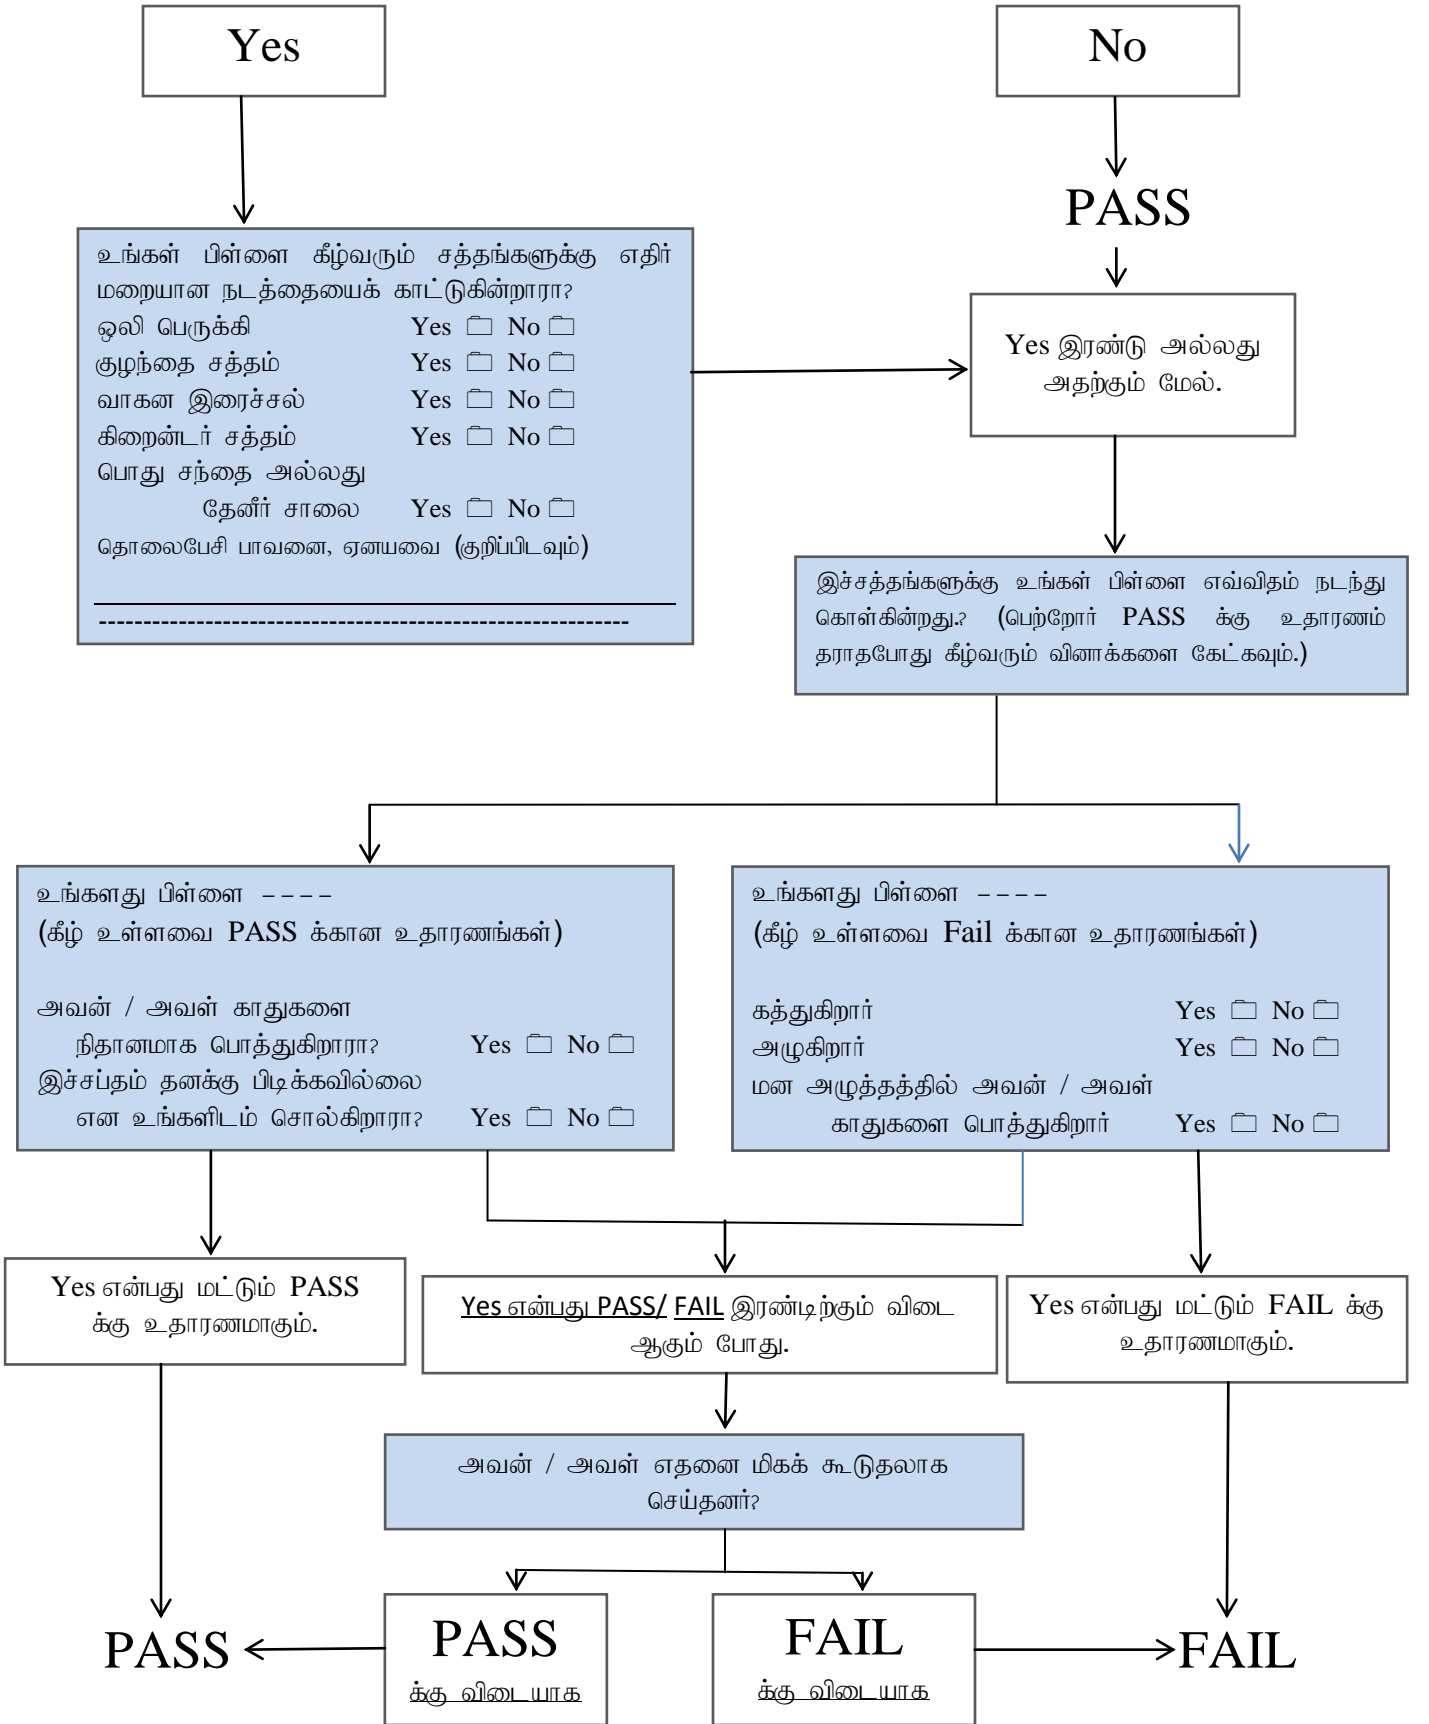 Yes
No
PASS
உங்கள் பிள்ளை கீழ்வரும் சத்தங்களுக்கு எதிர்
மறையான நடத்தையைக் காட்டுகின்றாரா?
ஒலி பெருக்கி Yes No
குழந்தை சத்தம் Yes No
வாகன இரைச்சல் Yes No
கிறைன்டர் சத்தம் Yes No
பொது சந்தை அல்லது
தேனீர் சாலை Yes No
தொலைபேசி பாவனை, ஏனயவை (குறிப்பிடவும்)
-----------------------------------------------------------
Yes இரண்டு அல்லது
அதற்கும் மேல்.
இச்சத்தங்களுக்கு உங்கள் பிள்ளை எவ்விதம் நடந்து
கொள்கின்றது.? (பெற்றோர் PASS க்கு உதாரணம்
தராதபோது கீழ்வரும் வினாக்களை கேட்கவும்.)
உங்களது பிள்ளை ----
(கீழ் உள்ளவை PASS க்கான உதாரணங்கள்)
அவன் / அவள் காதுகளை
நிதானமாக பொத்துகிறாரா? Yes No
இச்சப்தம் தனக்கு பிடிக்கவில்லை
என உங்களிடம் சொல்கிறாரா? Yes No
உங்களது பிள்ளை ----
(கீழ் உள்ளவை Fail க்கான உதாரணங்கள்)
கத்துகிறார் Yes No
அழுகிறார் Yes No
மன அழுத்தத்தில் அவன் / அவள்
காதுகளை பொத்துகிறார் Yes No
Yes என்பது மட்டும் PASS
க்கு உதாரணமாகும்.
Yes என்பது PASS/ FAIL இரண்டிற்கும் விடை
ஆகும் போது.
Yes என்பது மட்டும் FAIL க்கு
உதாரணமாகும்.
அவன் / அவள் எதனை மிகக் கூடுதலாக
செய்தனர்?
PASS
PASS
க்கு விடையாக
FAIL
க்கு விடையாக
FAIL